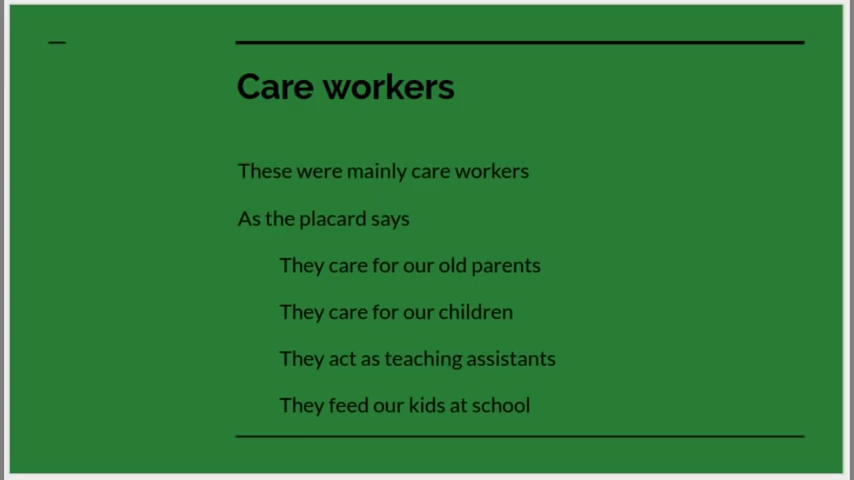 Care workers
These were mainly care workers
As the placard says
They care for our old parents
They care for our children
They act as teaching assistants
They feed our kids at school